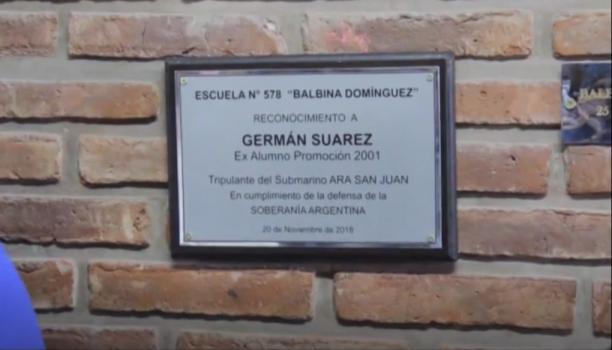 ESCUELA N° 578 "BALBINA DOMÍNGUEZ"
RECONOCIMIENTO A
GERMÁN SUAREZ
Ex Alumno Promoción 2001
Tripulante del Submarino ARA SAN JUAN
En cumplimiento de la defensa de la
SOBERANÍA ARGENTINA
20 de Noviembre de 2018